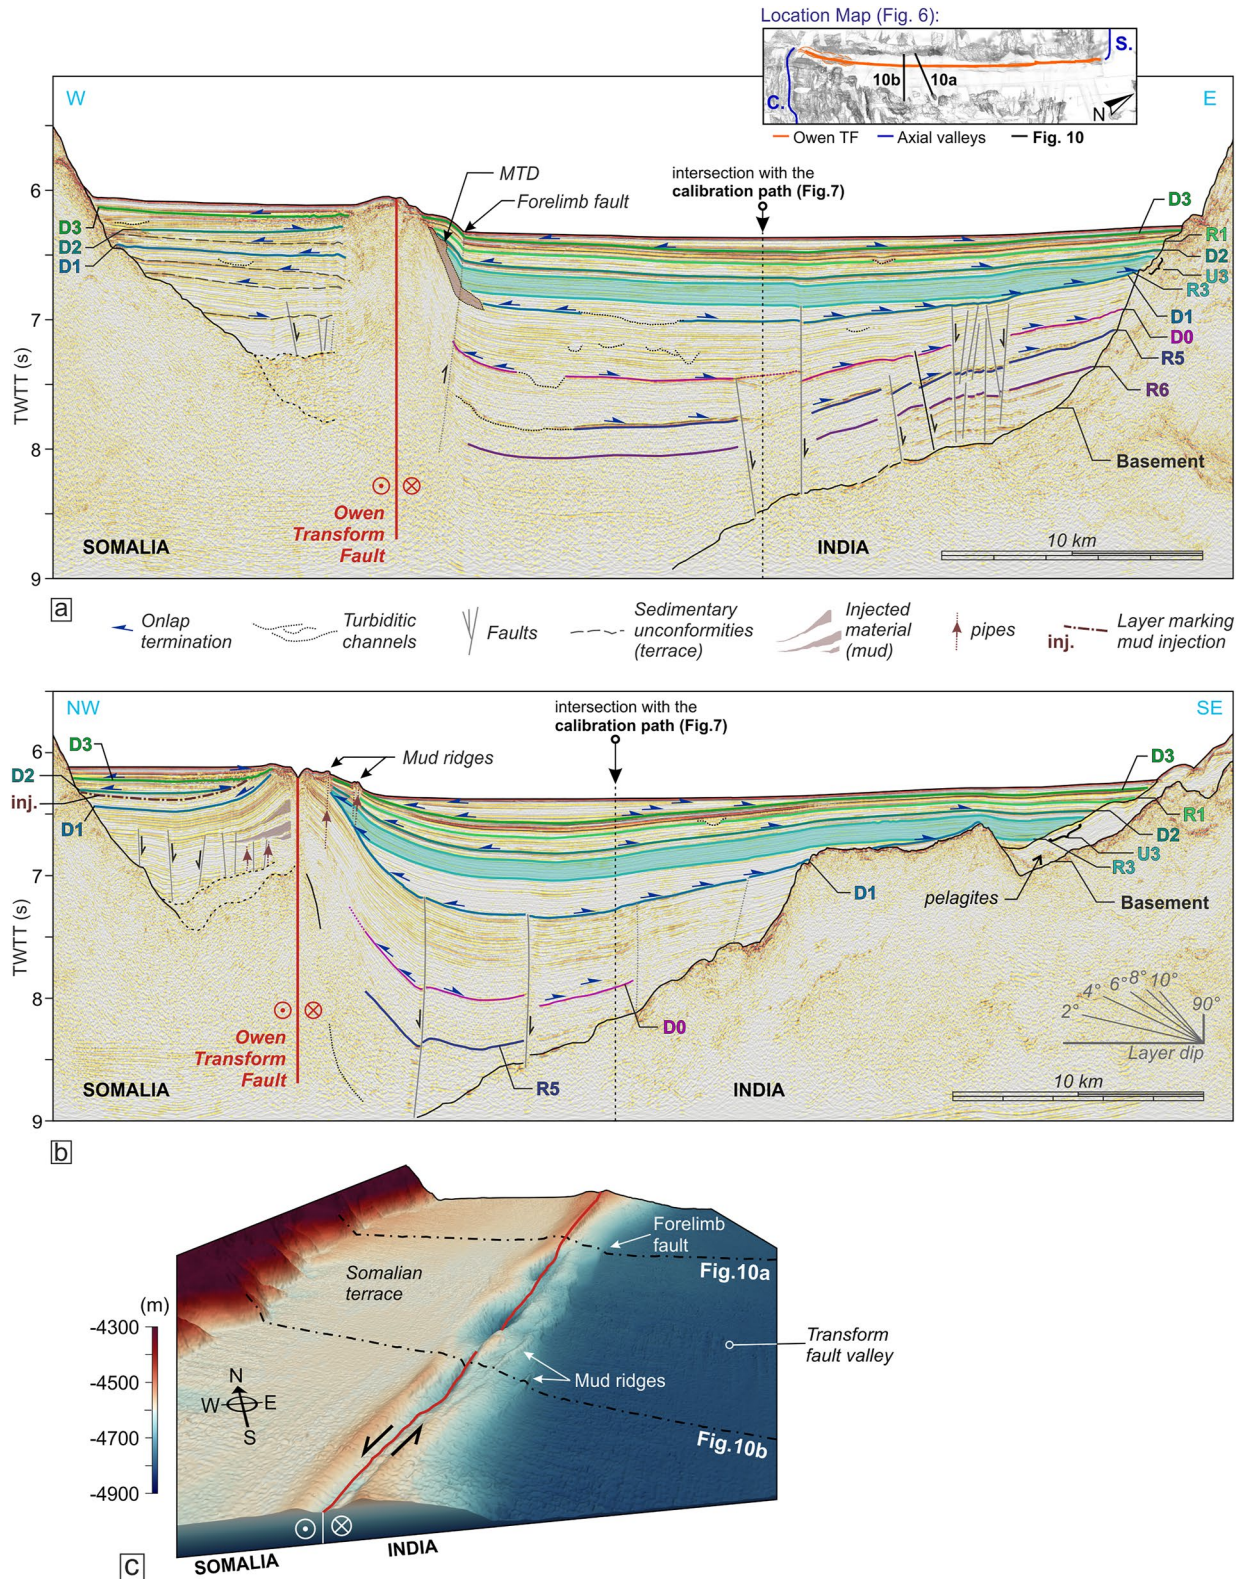 Location Map (Fig. 6):
S.
10b
10a
C.
N
Owen TF
Axial valleys
Fig. 10
W
E
intersection with the
calibration path (Fig.7)
MTD
Forelimb fault
D3
D2
D1
D3
R1
D2
U3
R3
D1
D0
R5
R6
Basement
6
7
8
9
TWTT (s)
Owen
Transform
Fault
SOMALIA
INDIA
10 km
a
Onlap
termination
Turbiditic
channels
Faults
Sedimentary
unconformities
(terrace)
Injected
material
(mud)
pipes
inj.
Layer marking
mud injection
NW
SE
intersection with the
calibration path (Fig.7)
Mud ridges
D3
D2
inj.
D1
D3
R1
D2
U3
R3
D1
pelagites
Basement
6
7
8
9
TWTT (s)
D0
R5
Owen
Transform
Fault
SOMALIA
INDIA
2°
4°
6°
8°
10°
90°
Layer dip
10 km
b
Forelimb
fault
Fig.10a
Somalian
terrace
(m)
-4300
-4500
-4700
-4900
N
W
E
S
Transform
fault valley
Mud ridges
Fig.10b
SOMALIA
INDIA
c